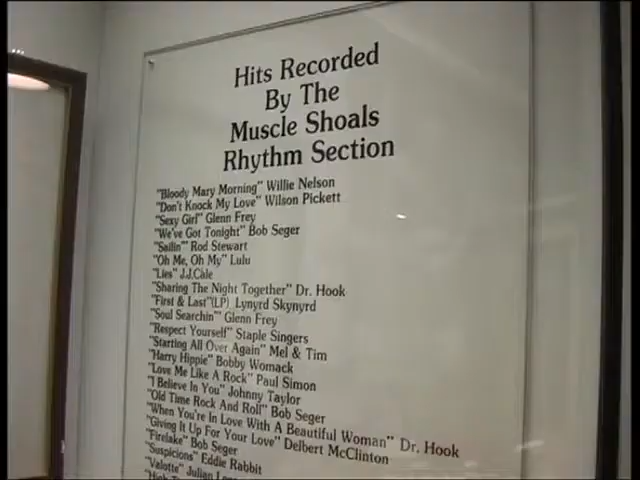 Hits Recorded
By The
Muscle Shoals
Rhythm Section
"Bloody Mary Morning" Willie Nelson
"Don't Knock My Love" Wilson Pickett
"Sexy Girl" Glenn Frey
"We've Got Tonight" Bob Seger
"Sailin'" Rod Stewart
"Oh Me, Oh My" Lulu
"Lies" J.J.Cale
"Sharing The Night Together" Dr. Hook
"First & Last"(LP) Lynyrd Skynyrd
"Soul Searchin'" Glenn Frey
"Respect Yourself" Staple Singers
"Starting All Over Again" Mel & Tim
"Harry Hippie" Bobby Womack
"Love Me Like A Rock" Paul Simon
"I Believe In You" Johnny Taylor
"Old Time Rock And Roll" Bob Seger
"When You're In Love With A Beautiful Woman" Dr. Hook
"Giving It Up For Your Love" Delbert McClinton
"Firelake" Bob Seger
"Suspicions" Eddie Rabbit
"Valotte" Julian